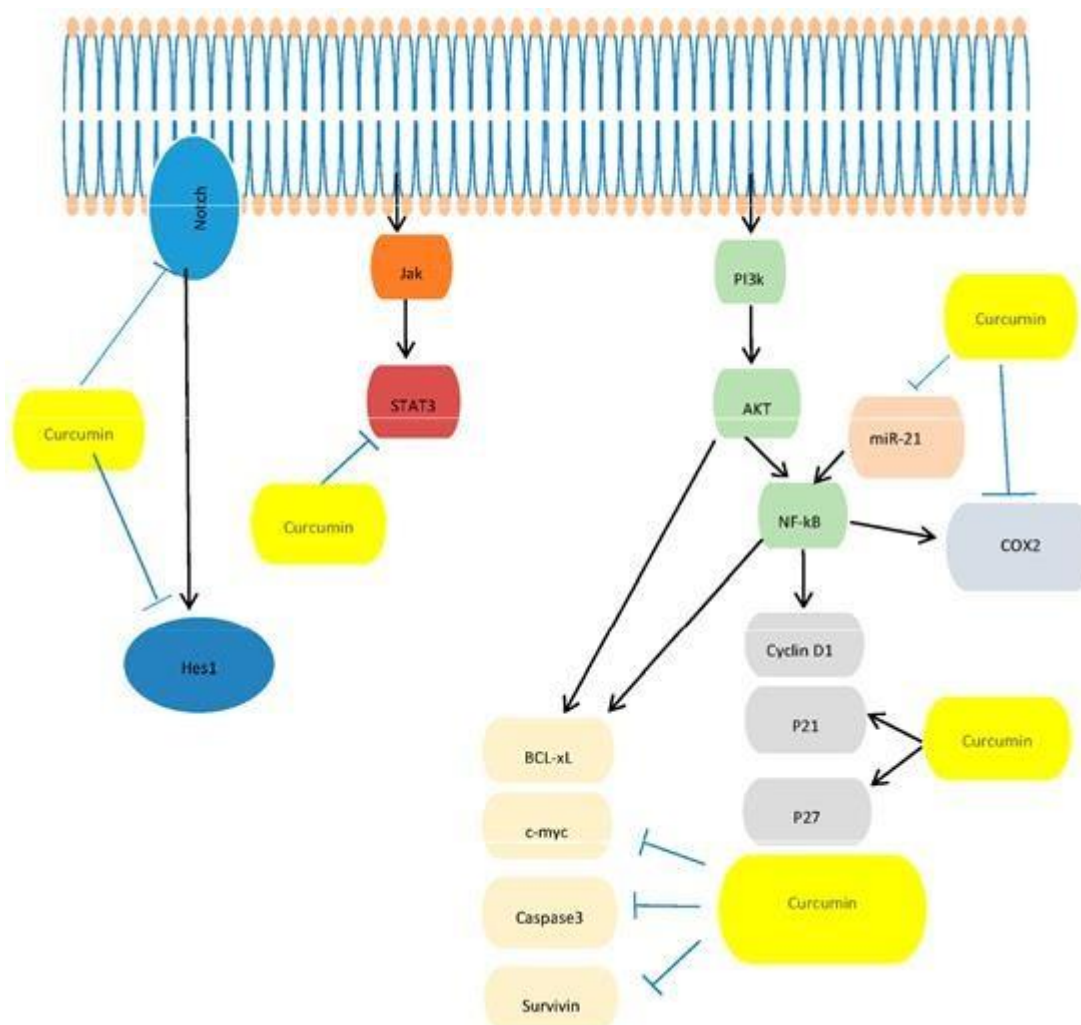 Notch
Jak
PI3k
Curcumin
STAT3
AKT
Curcumin
miR-21
Curcumin
NF-kB
COX2
Hes1
Cyclin D1
P21
Curcumin
BCL-xL
P27
c-myc
Curcumin
Caspase3
Survivin